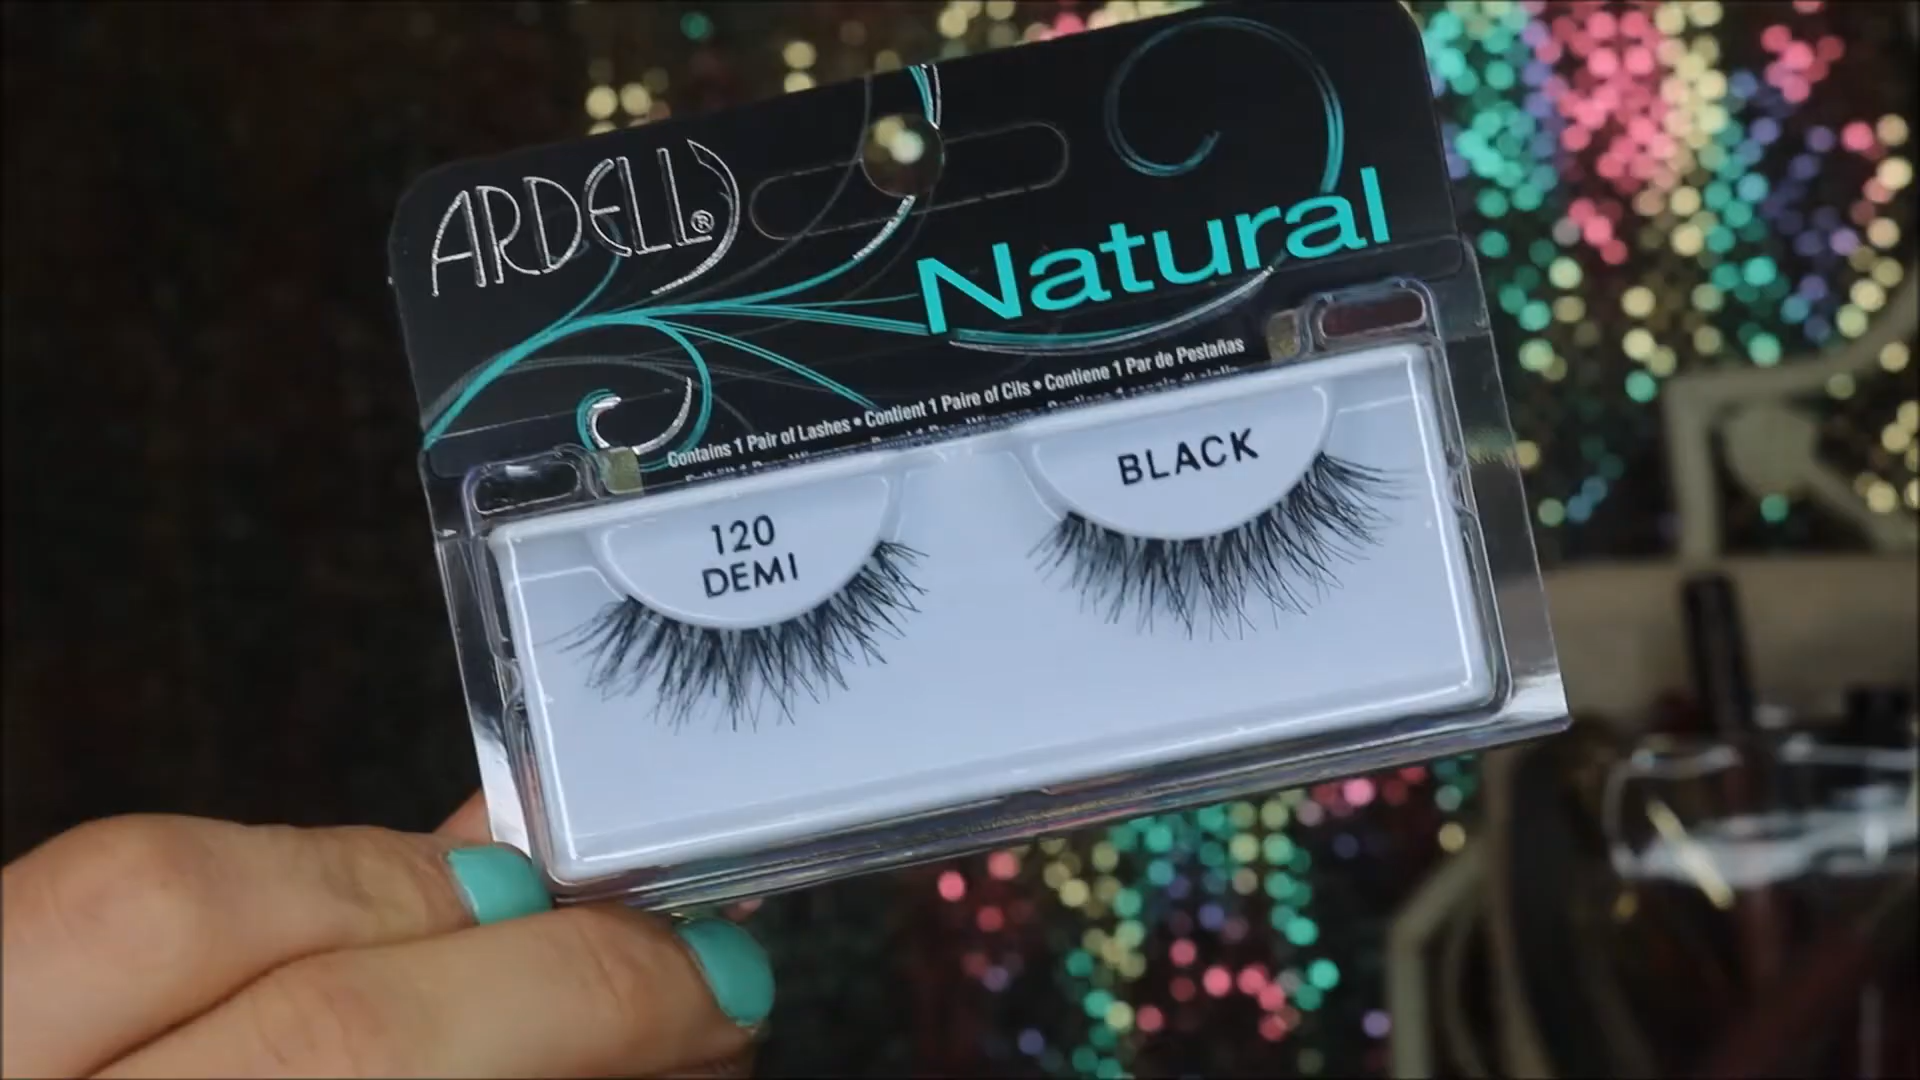 ARDELL®
Natural
Contains 1 Pair of Lashes • Contient 1 Paire of Cils • Contiene 1 Par de Pestañas
120
DEMI
BLACK